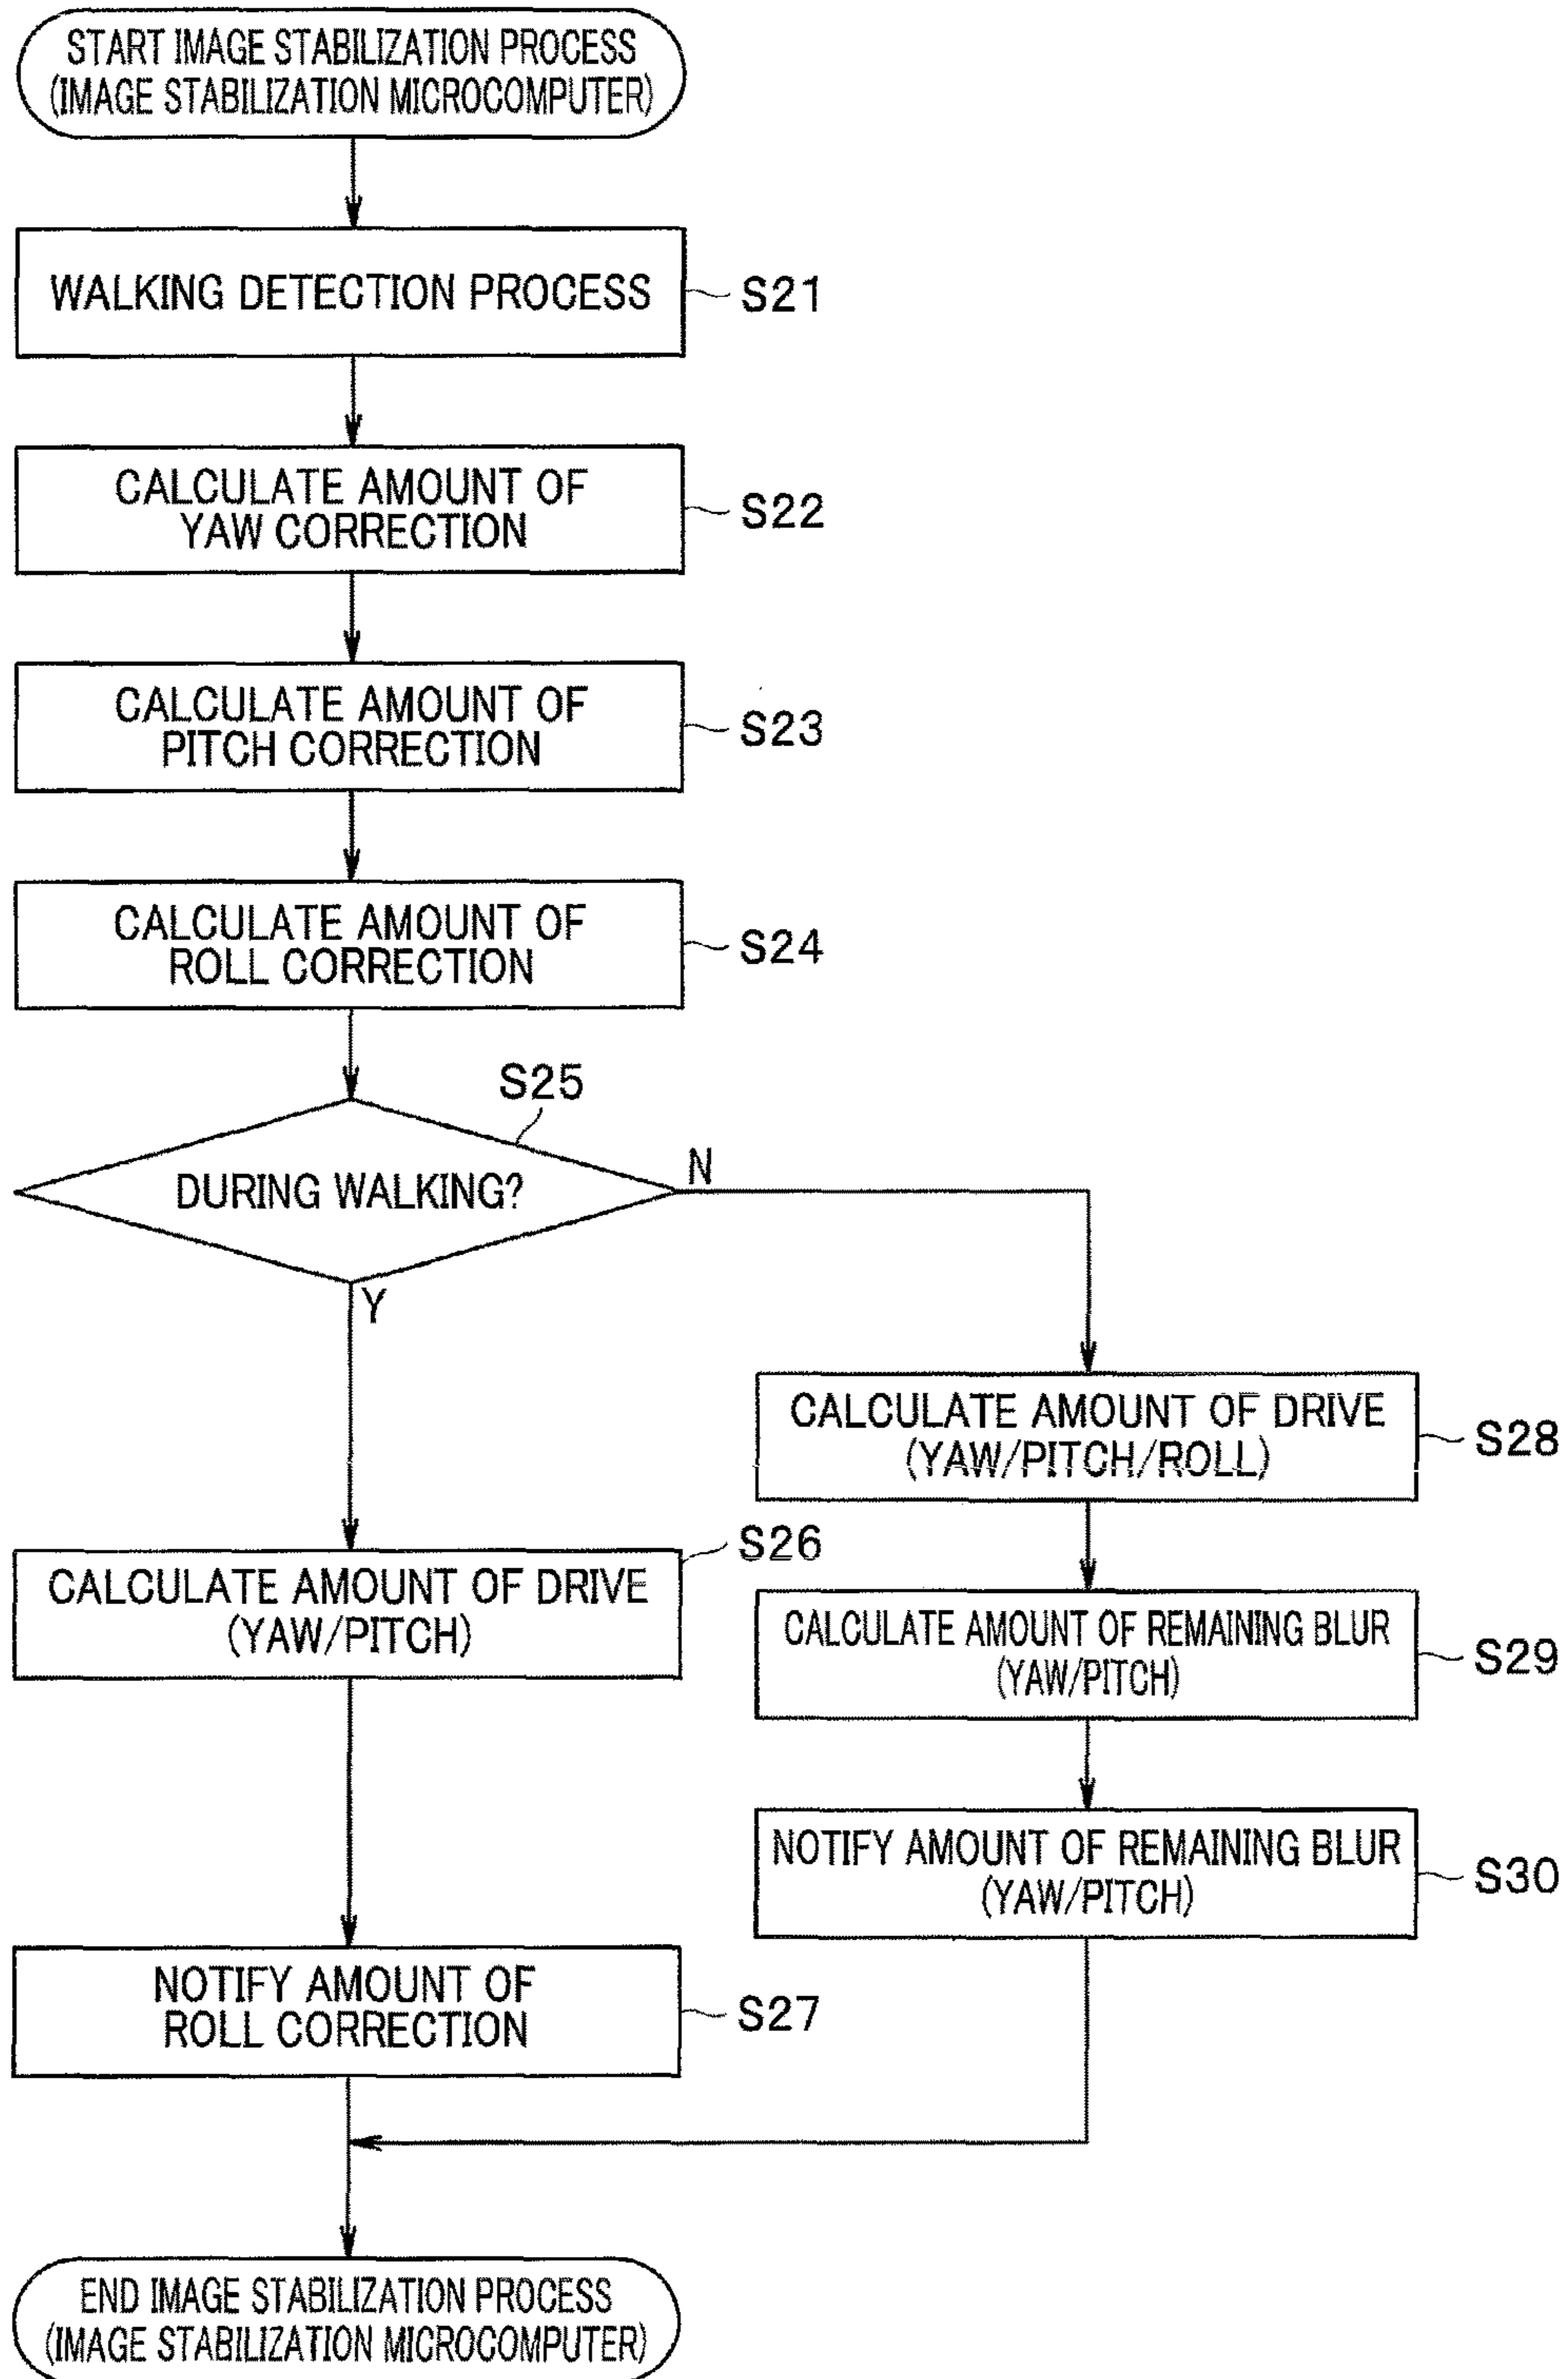 START IMAGE STABILIZATION PROCESS
(IMAGE STABILIZATION MICROCOMPUTER)
WALKING DETECTION PROCESS
S21
CALCULATE AMOUNT OF
YAW CORRECTION
S22
CALCULATE AMOUNT OF
PITCH CORRECTION
S23
CALCULATE AMOUNT OF
ROLL CORRECTION
S24
S25
DURING WALKING?
N
Y
CALCULATE AMOUNT OF DRIVE
(YAW/PITCH/ROLL)
S28
CALCULATE AMOUNT OF DRIVE
(YAW/PITCH)
S26
CALCULATE AMOUNT OF REMAINING BLUR
(YAW/PITCH)
S29
NOTIFY AMOUNT OF REMAINING BLUR
(YAW/PITCH)
S30
NOTIFY AMOUNT OF
ROLL CORRECTION
S27
END IMAGE STABILIZATION PROCESS
(IMAGE STABILIZATION MICROCOMPUTER)